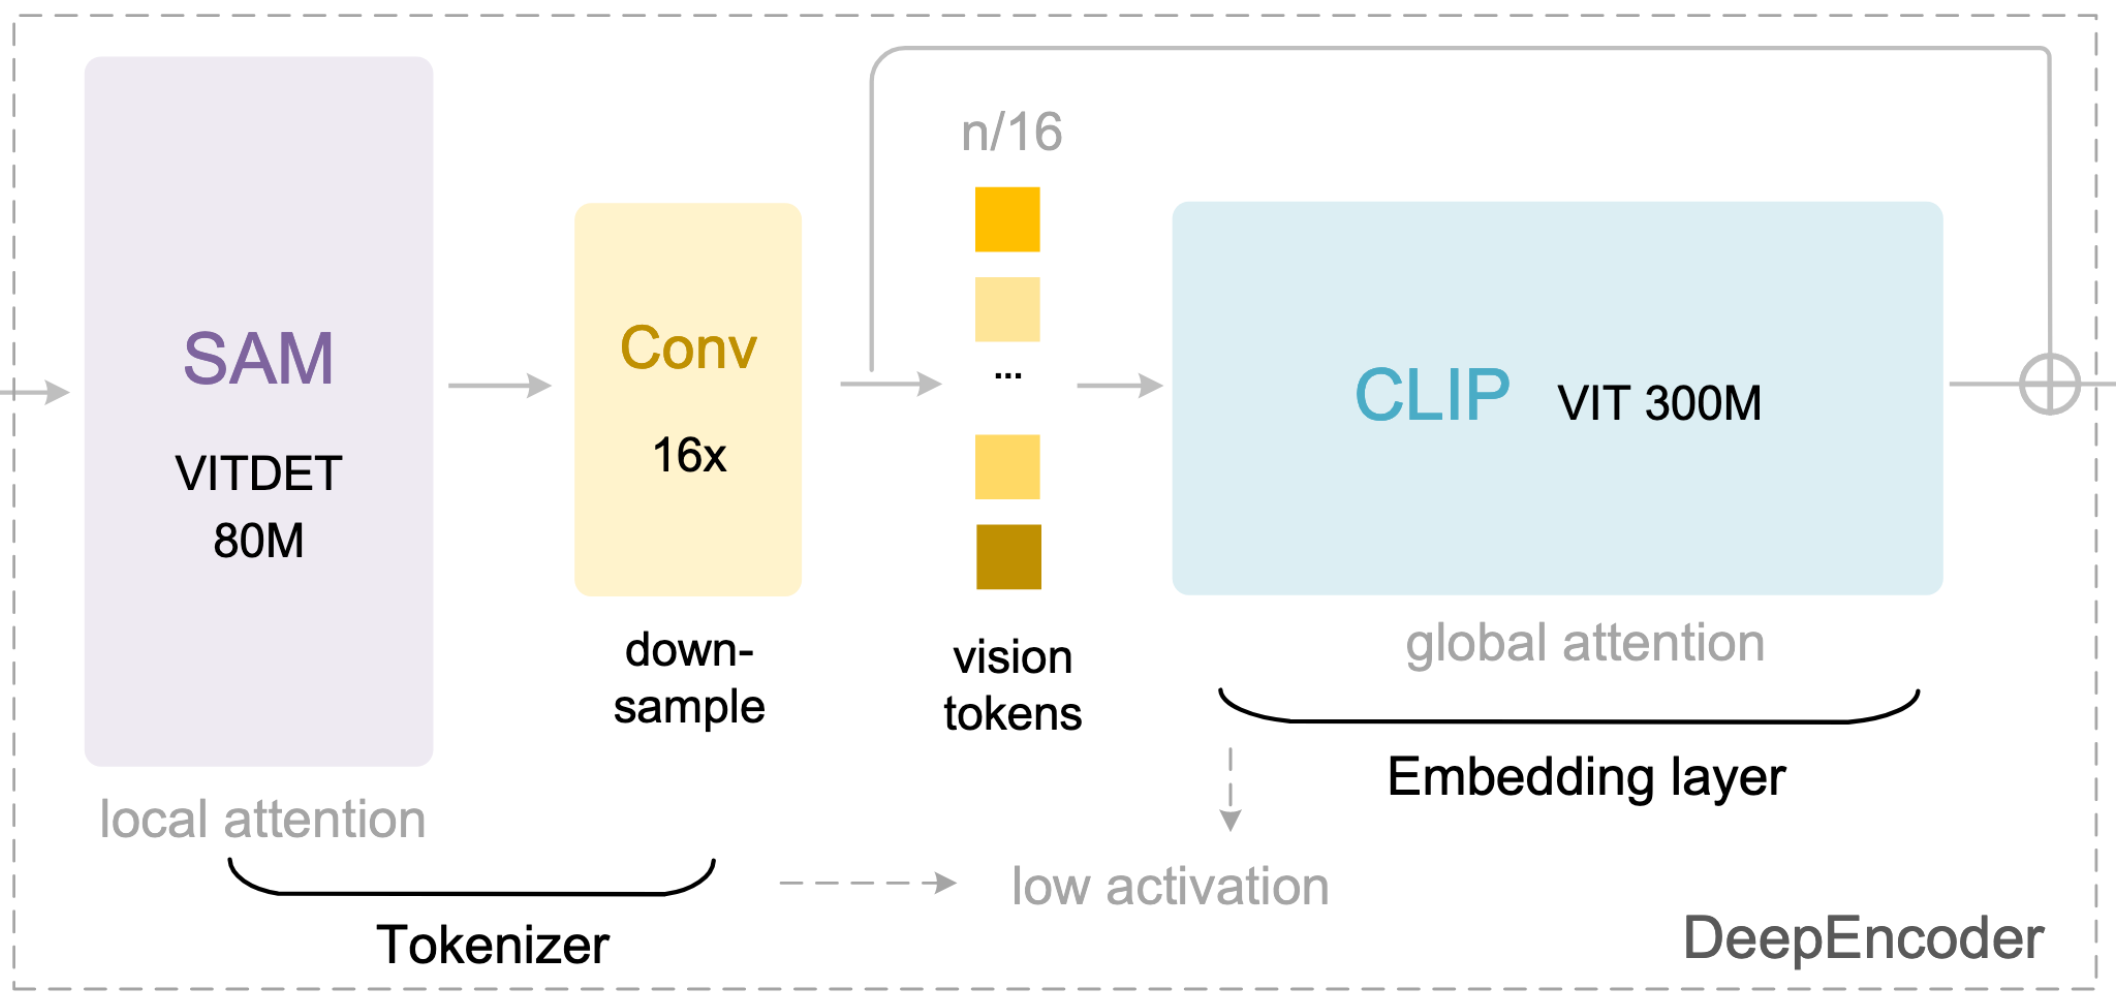 SAM
VITDET
80M
local attention
Conv
16x
down-
sample
Tokenizer
n/16
...
vision
tokens
CLIP VIT 300M
global attention
Embedding layer
low activation
DeepEncoder